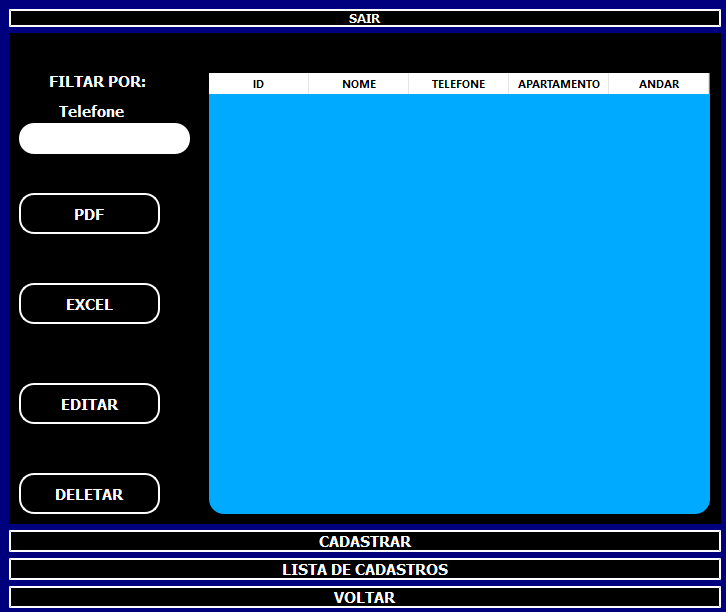 SAIR
FILTAR POR:
Telefone
PDF
EXCEL
EDITAR
DELETAR
ID NOME TELEFONE APARTAMENTO ANDAR
CADASTRAR
LISTA DE CADASTROS
VOLTAR